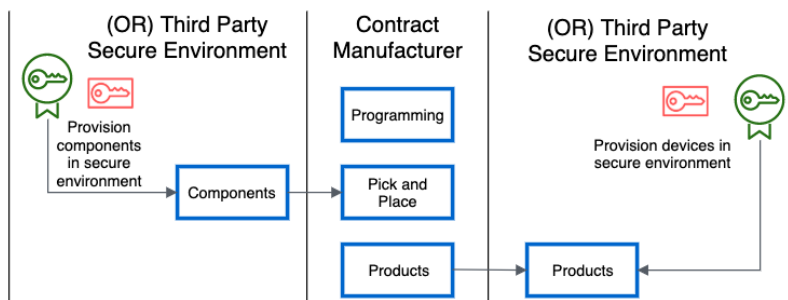 (OR) Third Party
Secure Environment
Contract
Manufacturer
(OR) Third Party
Secure Environment
Provision
components
in secure
environment
Components
Programming
Pick and
Place
Products
Provision devices in
secure environment
Products